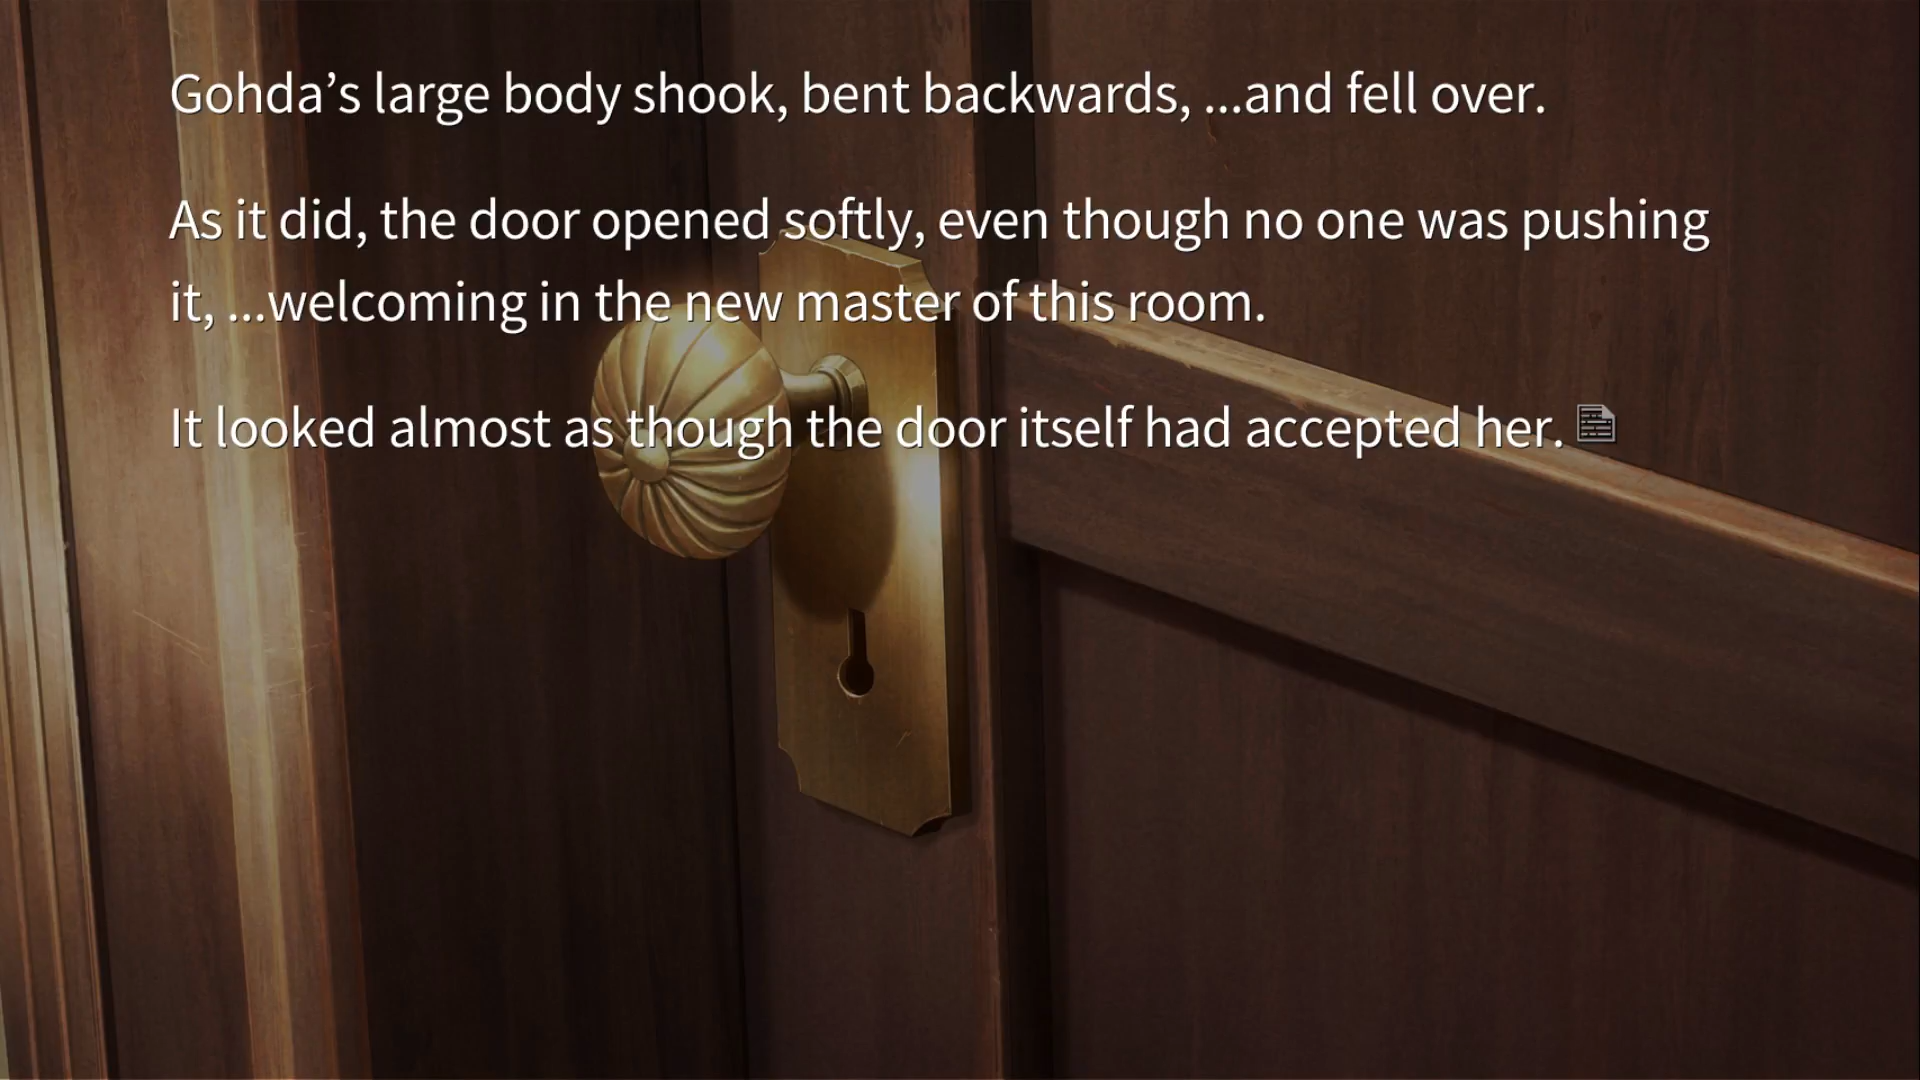 Gohda’s large body shook, bent backwards, ...and fell over.
As it did, the door opened softly, even though no one was pushing
it, ...welcoming in the new master of this room.
It looked almost as though the door itself had accepted her.